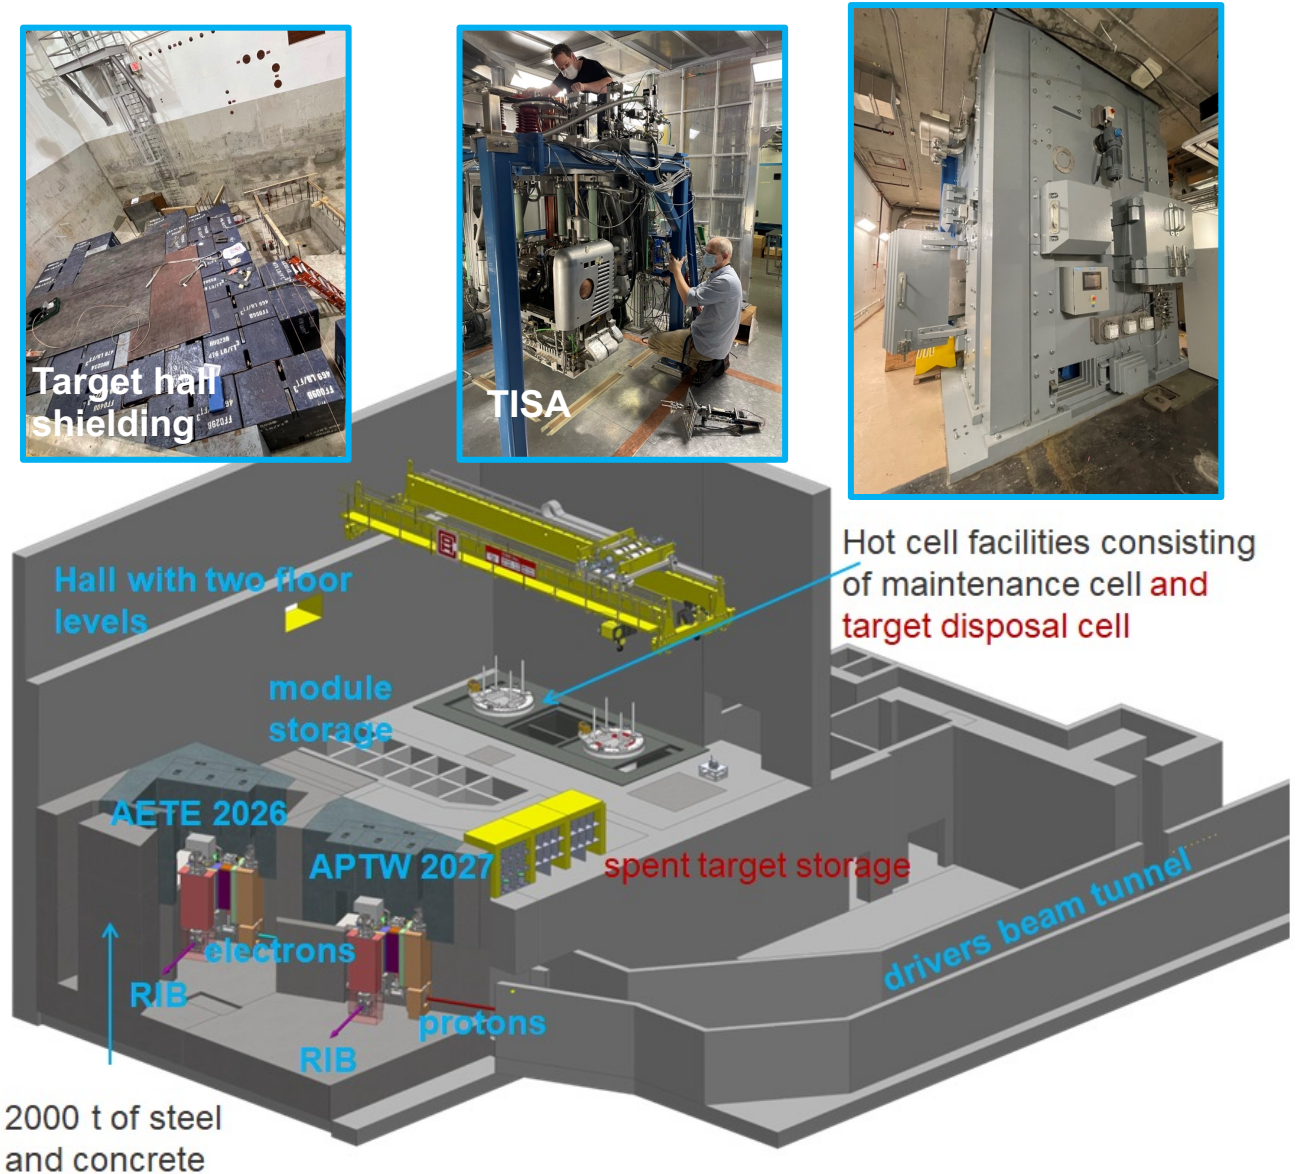 Target hall
shielding
TISA
Hot cell facilities consisting
of maintenance cell and
target disposal cell
Hall with two floor
levels
module
storage
AETE 2026
APTW 2027
spent target storage
drivers beam tunnel
electrons
RIB
protons
RIB
2000 t of steel
and concrete